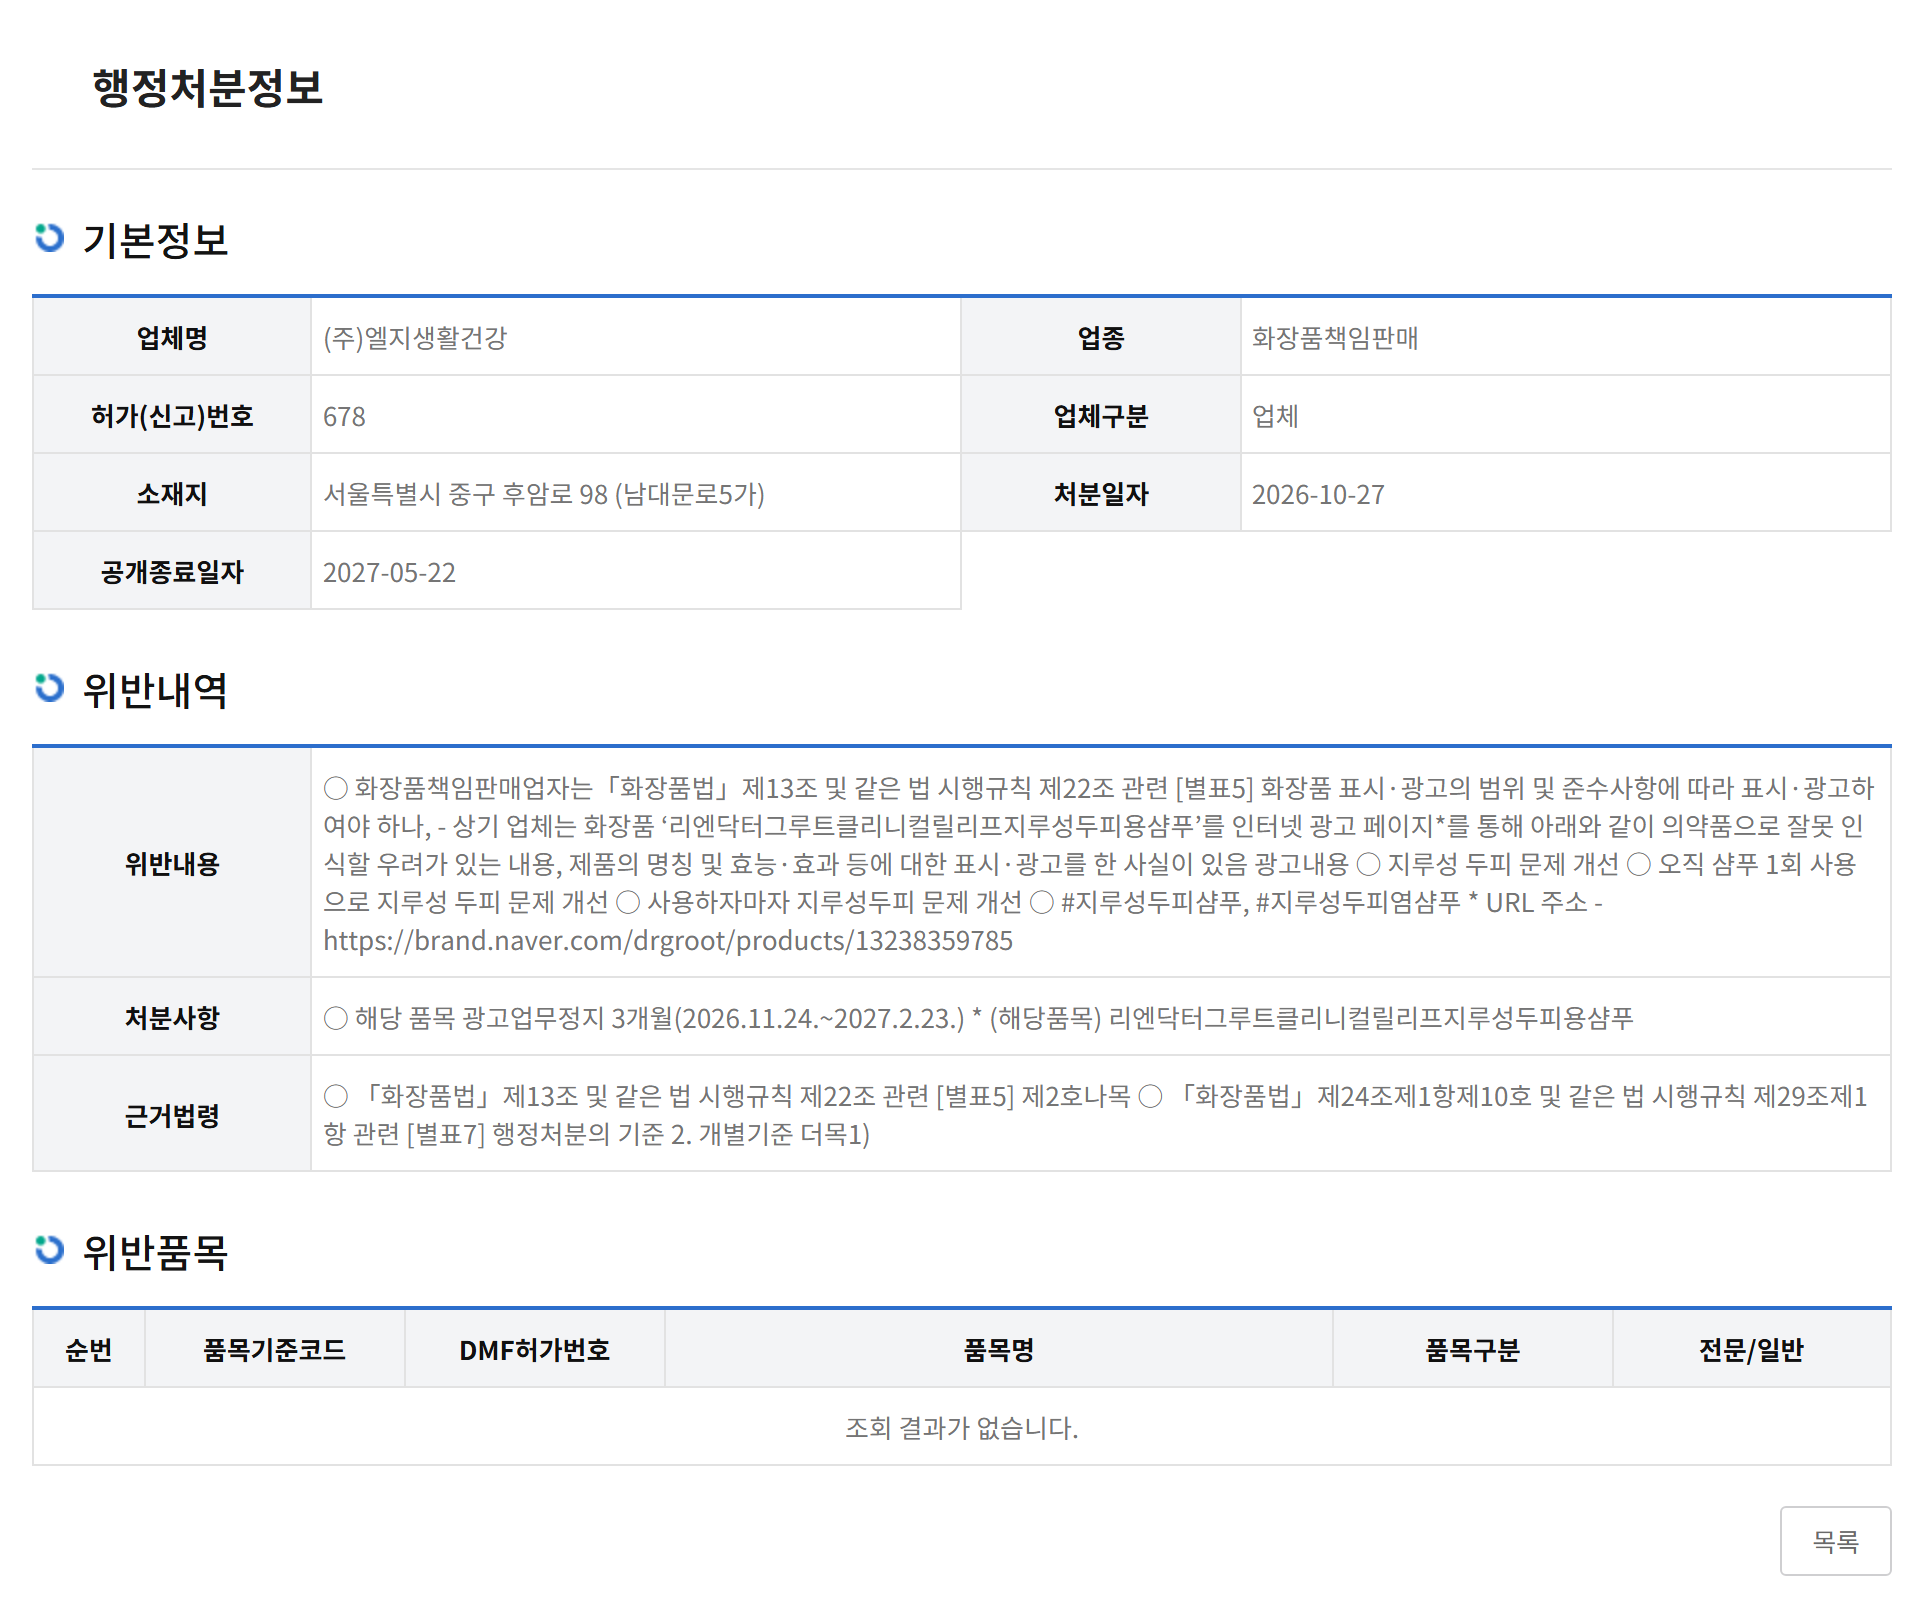 행정처분정보
기본정보
업체명 (주)엘지생활건강 업종 화장품책임판매
허가(신고)번호 678 업체구분 업체
소재지 서울특별시 중구 후암로 98 (남대문로5가) 처분일자 2026-10-27
공개종료일자 2027-05-22
위반내역
위반내용
○ 화장품책임판매업자는「화장품법」제13조 및 같은 법 시행규칙 제22조 관련 [별표5] 화장품 표시·광고의 범위 및 준수사항에 따라 표시·광고하
여야 하나, - 상기 업체는 화장품 ‘리엔닥터그루트클리니컬릴리프지루성두피용샴푸’를 인터넷 광고 페이지*를 통해 아래와 같이 의약품으로 잘못 인
식할 우려가 있는 내용, 제품의 명칭 및 효능·효과 등에 대한 표시·광고를 한 사실이 있음 광고내용 ○ 지루성 두피 문제 개선 ○ 오직 샴푸 1회 사용
으로 지루성 두피 문제 개선 ○ 사용하자마자 지루성두피 문제 개선 ○ #지루성두피샴푸, #지루성두피염샴푸 * URL 주소 -
https://brand.naver.com/drgroot/products/13238359785
처분사항 ○ 해당 품목 광고업무정지 3개월(2026.11.24.~2027.2.23.) * (해당품목) 리엔닥터그루트클리니컬릴리프지루성두피용샴푸
근거법령
○ 「화장품법」제13조 및 같은 법 시행규칙 제22조 관련 [별표5] 제2호나목 ○ 「화장품법」제24조제1항제10호 및 같은 법 시행규칙 제29조제1
항 관련 [별표7] 행정처분의 기준 2. 개별기준 더목1)
위반품목
순번 품목기준코드 DMF허가번호 품목명 품목구분 전문/일반
조회 결과가 없습니다.
목록